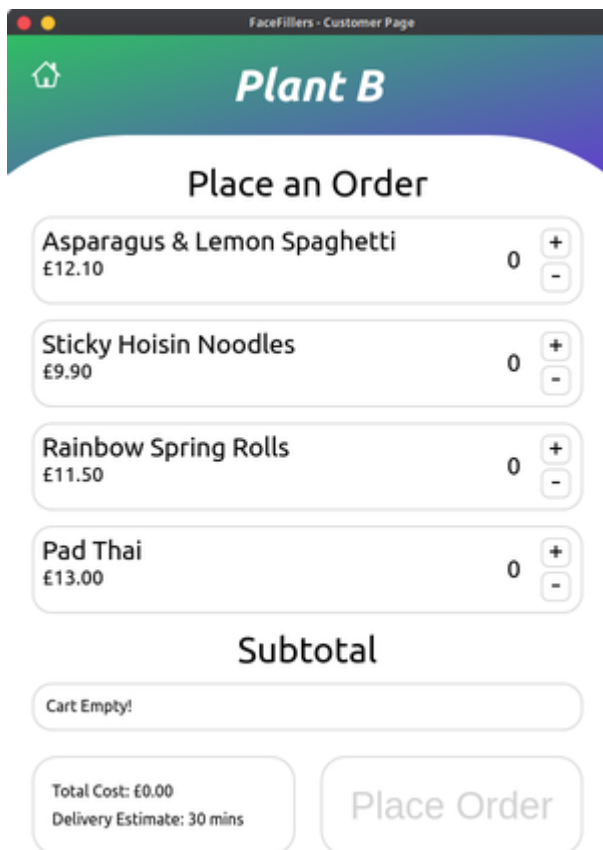 FaceFillers - Customer Page
Plant B
Place an Order
Asparagus & Lemon Spaghetti
£12.10
0
+
-
Sticky Hoisin Noodles
£9.90
0
+
-
Rainbow Spring Rolls
£11.50
0
+
-
Pad Thai
£13.00
0
+
-
Subtotal
Cart Empty!
Total Cost: £0.00
Delivery Estimate: 30 mins
Place Order